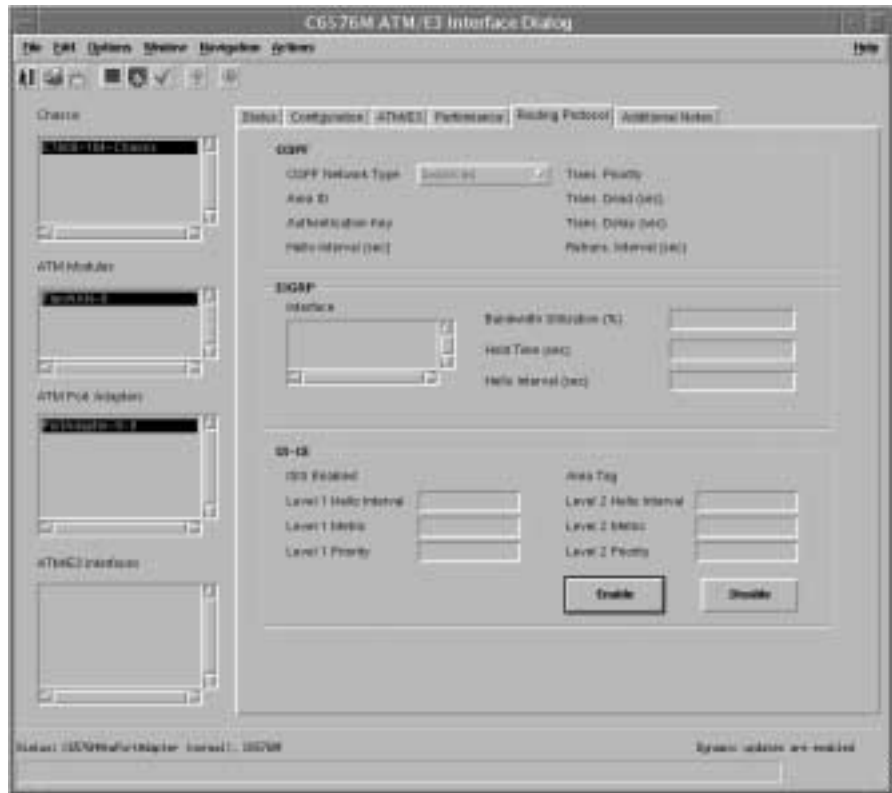 C6576M ATM/E3 Interface Dialog
File Edit Options Window Navigation Actions Help
Chassis
ATM Modules
ATM Port Adapters
ATM/E3 Interfaces
Status Configuration ATM/E3 Performance Routing Protocol Additional Notes
OSPF
OSPF Network Type
Trans. Priority
Area ID
Trans. Dead (sec)
Authentication Key
Trans. Delay (sec)
Hello Interval (sec)
Retrans. Interval (sec)
EIGRP
Interface
Bandwidth Utilization (%)
Hold Time (sec)
Hello Interval (sec)
IS-IS
ISIS Enabled
Area Tag
Level 1 Hello Interval
Level 2 Hello Interval
Level 1 Metric
Level 2 Metric
Level 1 Priority
Level 2 Priority
Enable
Disable
Dynamic updates are enabled